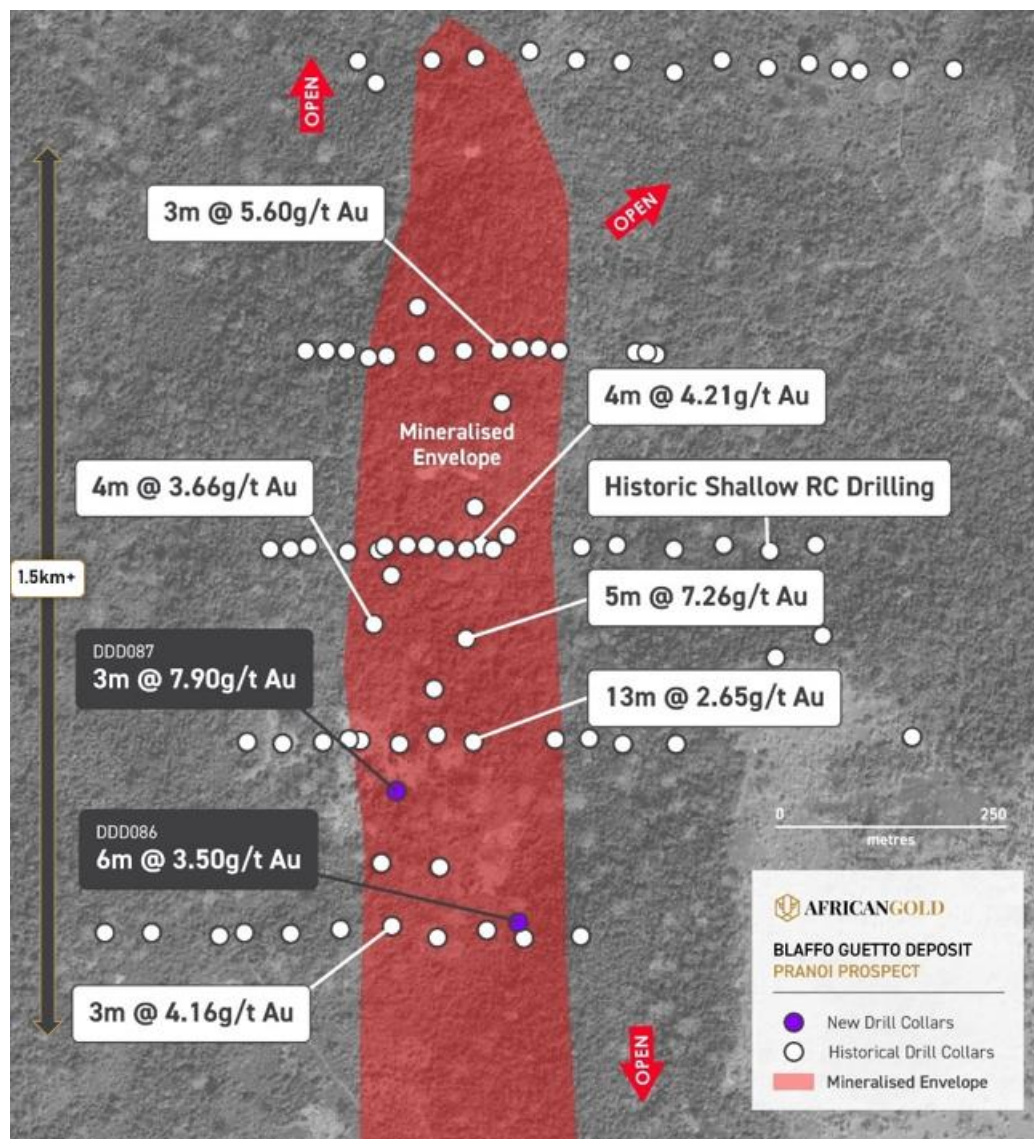 OPEN
OPEN
3m @ 5.60g/t Au
4m @ 4.21g/t Au
Mineralised
Envelope
4m @ 3.66g/t Au
Historic Shallow RC Drilling
1.5km+
5m @ 7.26g/t Au
DDD087
3m @ 7.90g/t Au
13m @ 2.65g/t Au
0 250
metres
DDD086
6m @ 3.50g/t Au
AFRICANGOLD
BLAFFO GUETTO DEPOSIT
PRANOI PROSPECT
3m @ 4.16g/t Au
New Drill Collars
Historical Drill Collars
OPEN
Mineralised Envelope